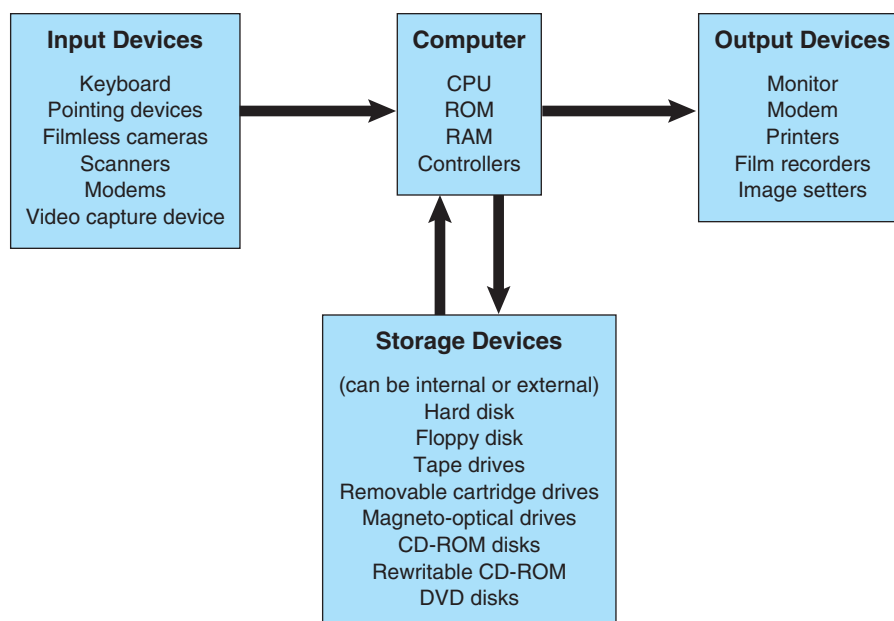 Input Devices
Keyboard
Pointing devices
Filmless cameras
Scanners
Modems
Video capture device
Computer
CPU
ROM
RAM
Controllers
Output Devices
Monitor
Modem
Printers
Film recorders
Image setters
Storage Devices
(can be internal or external)
Hard disk
Floppy disk
Tape drives
Removable cartridge drives
Magneto-optical drives
CD-ROM disks
Rewritable CD-ROM
DVD disks